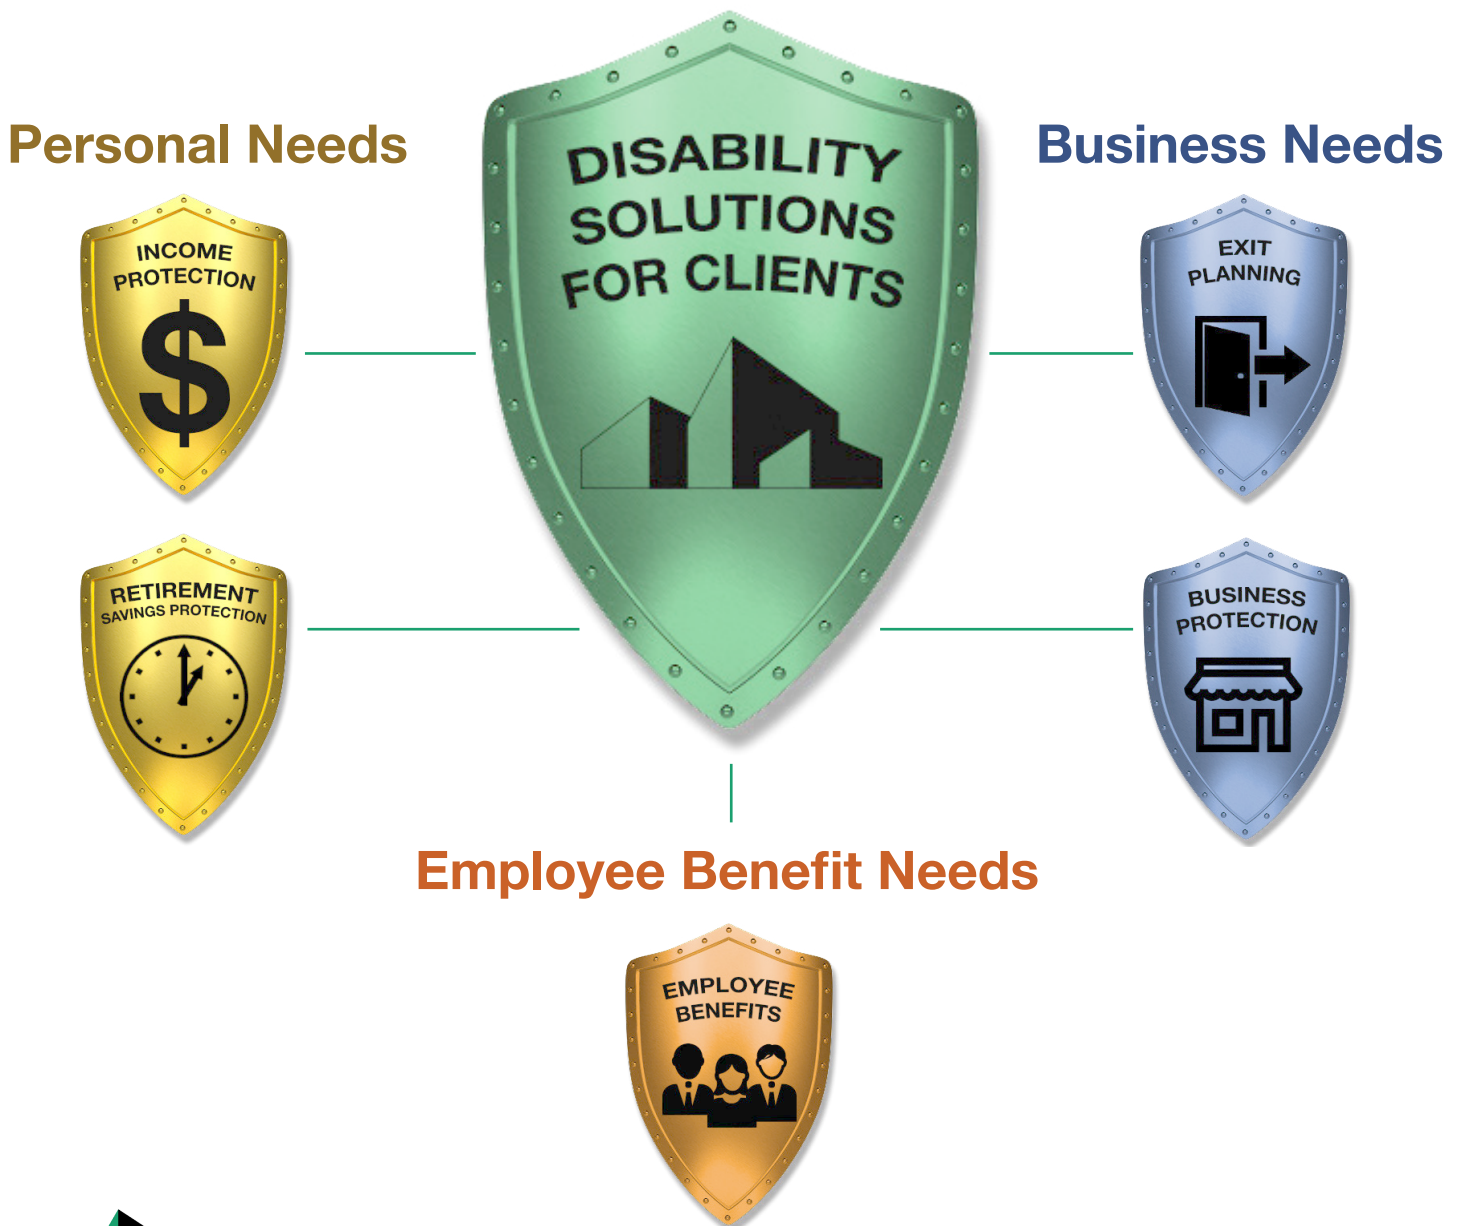 Personal Needs
INCOME
PROTECTION
RETIREMENT
SAVINGS PROTECTION
DISABILITY
SOLUTIONS
FOR CLIENTS
Business Needs
EXIT
PLANNING
BUSINESS
PROTECTION
Employee Benefit Needs
EMPLOYEE
BENEFITS